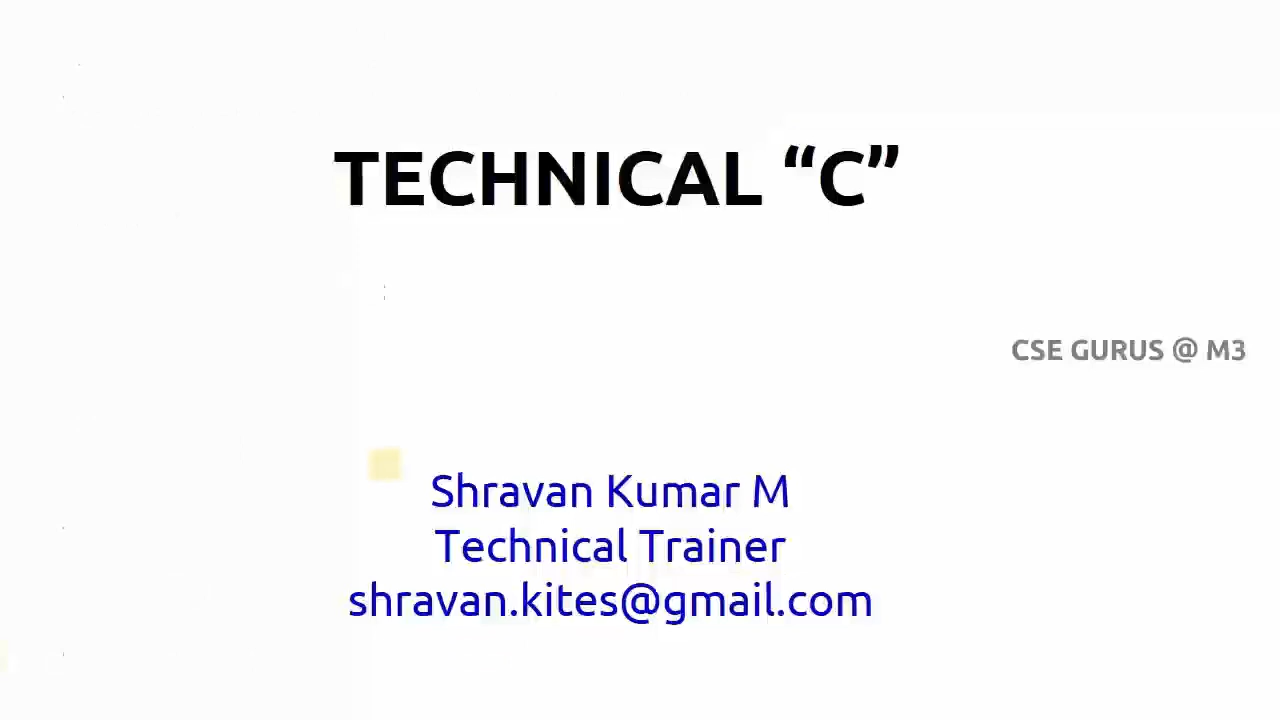 TECHNICAL “C”
CSE GURUS @ M3
Shravan Kumar M
Technical Trainer
shravan.kites@gmail.com